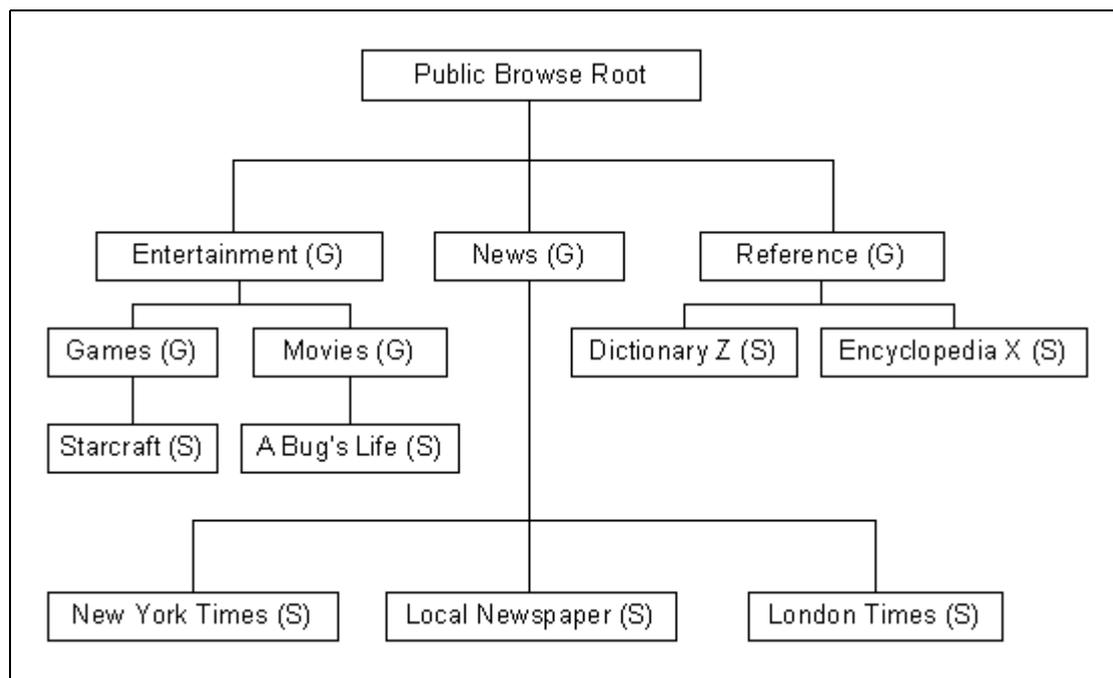 Public Browse Root
Entertainment (G)
News (G)
Reference (G)
Games (G)
Movies (G)
Dictionary Z (S)
Encyclopedia X (S)
Starcraft (S)
A Bug's Life (S)
New York Times (S)
Local Newspaper (S)
London Times (S)